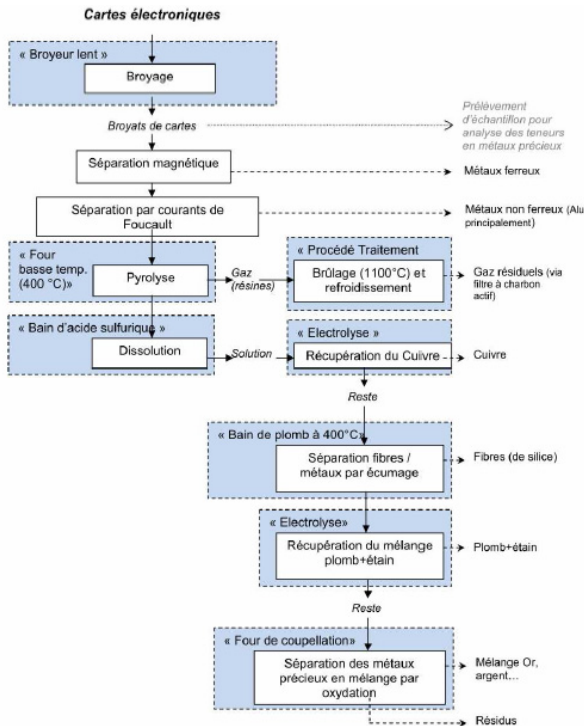 Cartes électroniques
« Broyeur lent »
Broyage
Broyats de cartes
Prélèvement
d'échantillon pour
analyse des teneurs
en métaux précieux
Séparation magnétique
Métaux ferreux
Séparation par courants de
Foucault
Métaux non ferreux (Alu
principalement)
« Four
basse temp.
(400 °C)»
Pyrolyse
Gaz
(résines)
« Procédé Traitement
Brûlage (1100°C) et
refroidissement
Gaz résiduels (via
filtre à charbon
actif)
« Bain d'acide sulfurique »
Dissolution
Solution
« Electrolyse »
Récupération du Cuivre
Cuivre
Reste
« Bain de plomb à 400°C»
Séparation fibres /
métaux par écumage
Fibres (de silice)
« Electrolyse»
Récupération du mélange
plomb+étain
Plomb+étain
Reste
« Four de coupellation»
Séparation des métaux
précieux en mélange par
oxydation
Mélange Or,
argent...
Résidus